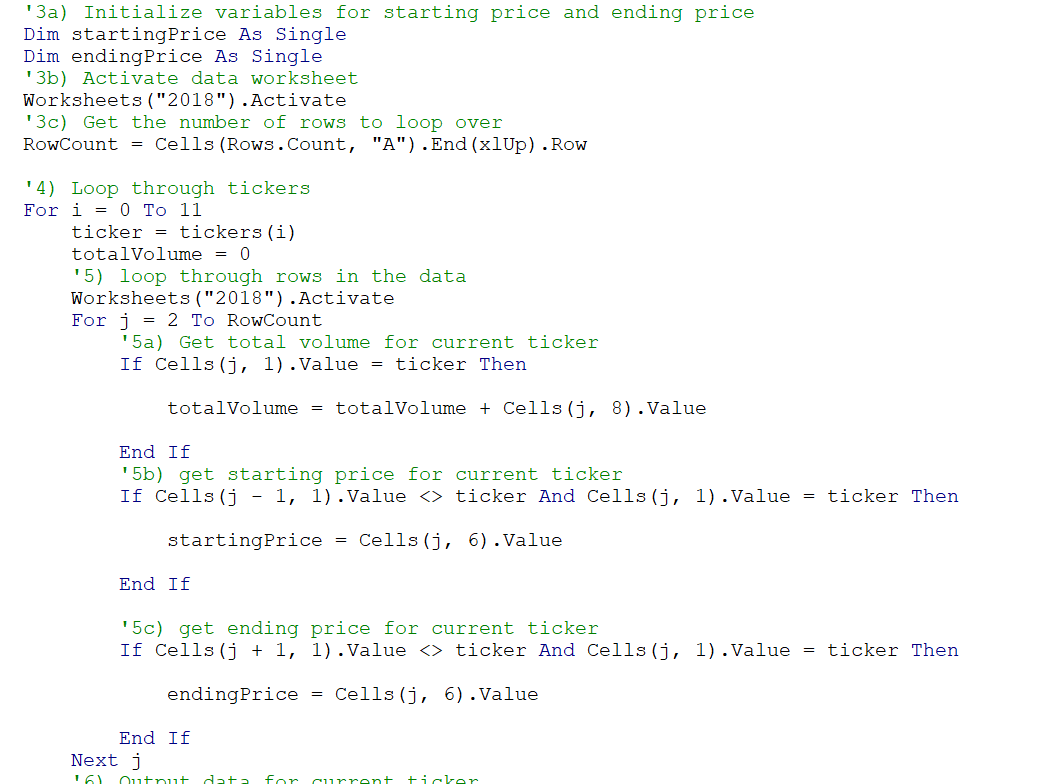 '3a) Initialize variables for starting price and ending price
Dim startingPrice As Single
Dim endingPrice As Single
'3b) Activate data worksheet
Worksheets("2018").Activate
'3c) Get the number of rows to loop over
RowCount = Cells(Rows.Count, "A").End(xlUp).Row
'4) Loop through tickers
For i = 0 To 11
ticker = tickers(i)
totalVolume = 0
'5) loop through rows in the data
Worksheets("2018").Activate
For j = 2 To RowCount
'5a) Get total volume for current ticker
If Cells(j, 1).Value = ticker Then
totalVolume = totalVolume + Cells(j, 8).Value
End If
'5b) get starting price for current ticker
If Cells(j - 1, 1).Value <> ticker And Cells(j, 1).Value = ticker Then
startingPrice = Cells(j, 6).Value
End If
'5c) get ending price for current ticker
If Cells(j + 1, 1).Value <> ticker And Cells(j, 1).Value = ticker Then
endingPrice = Cells(j, 6).Value
End If
Next j
'6) Output data for current ticker